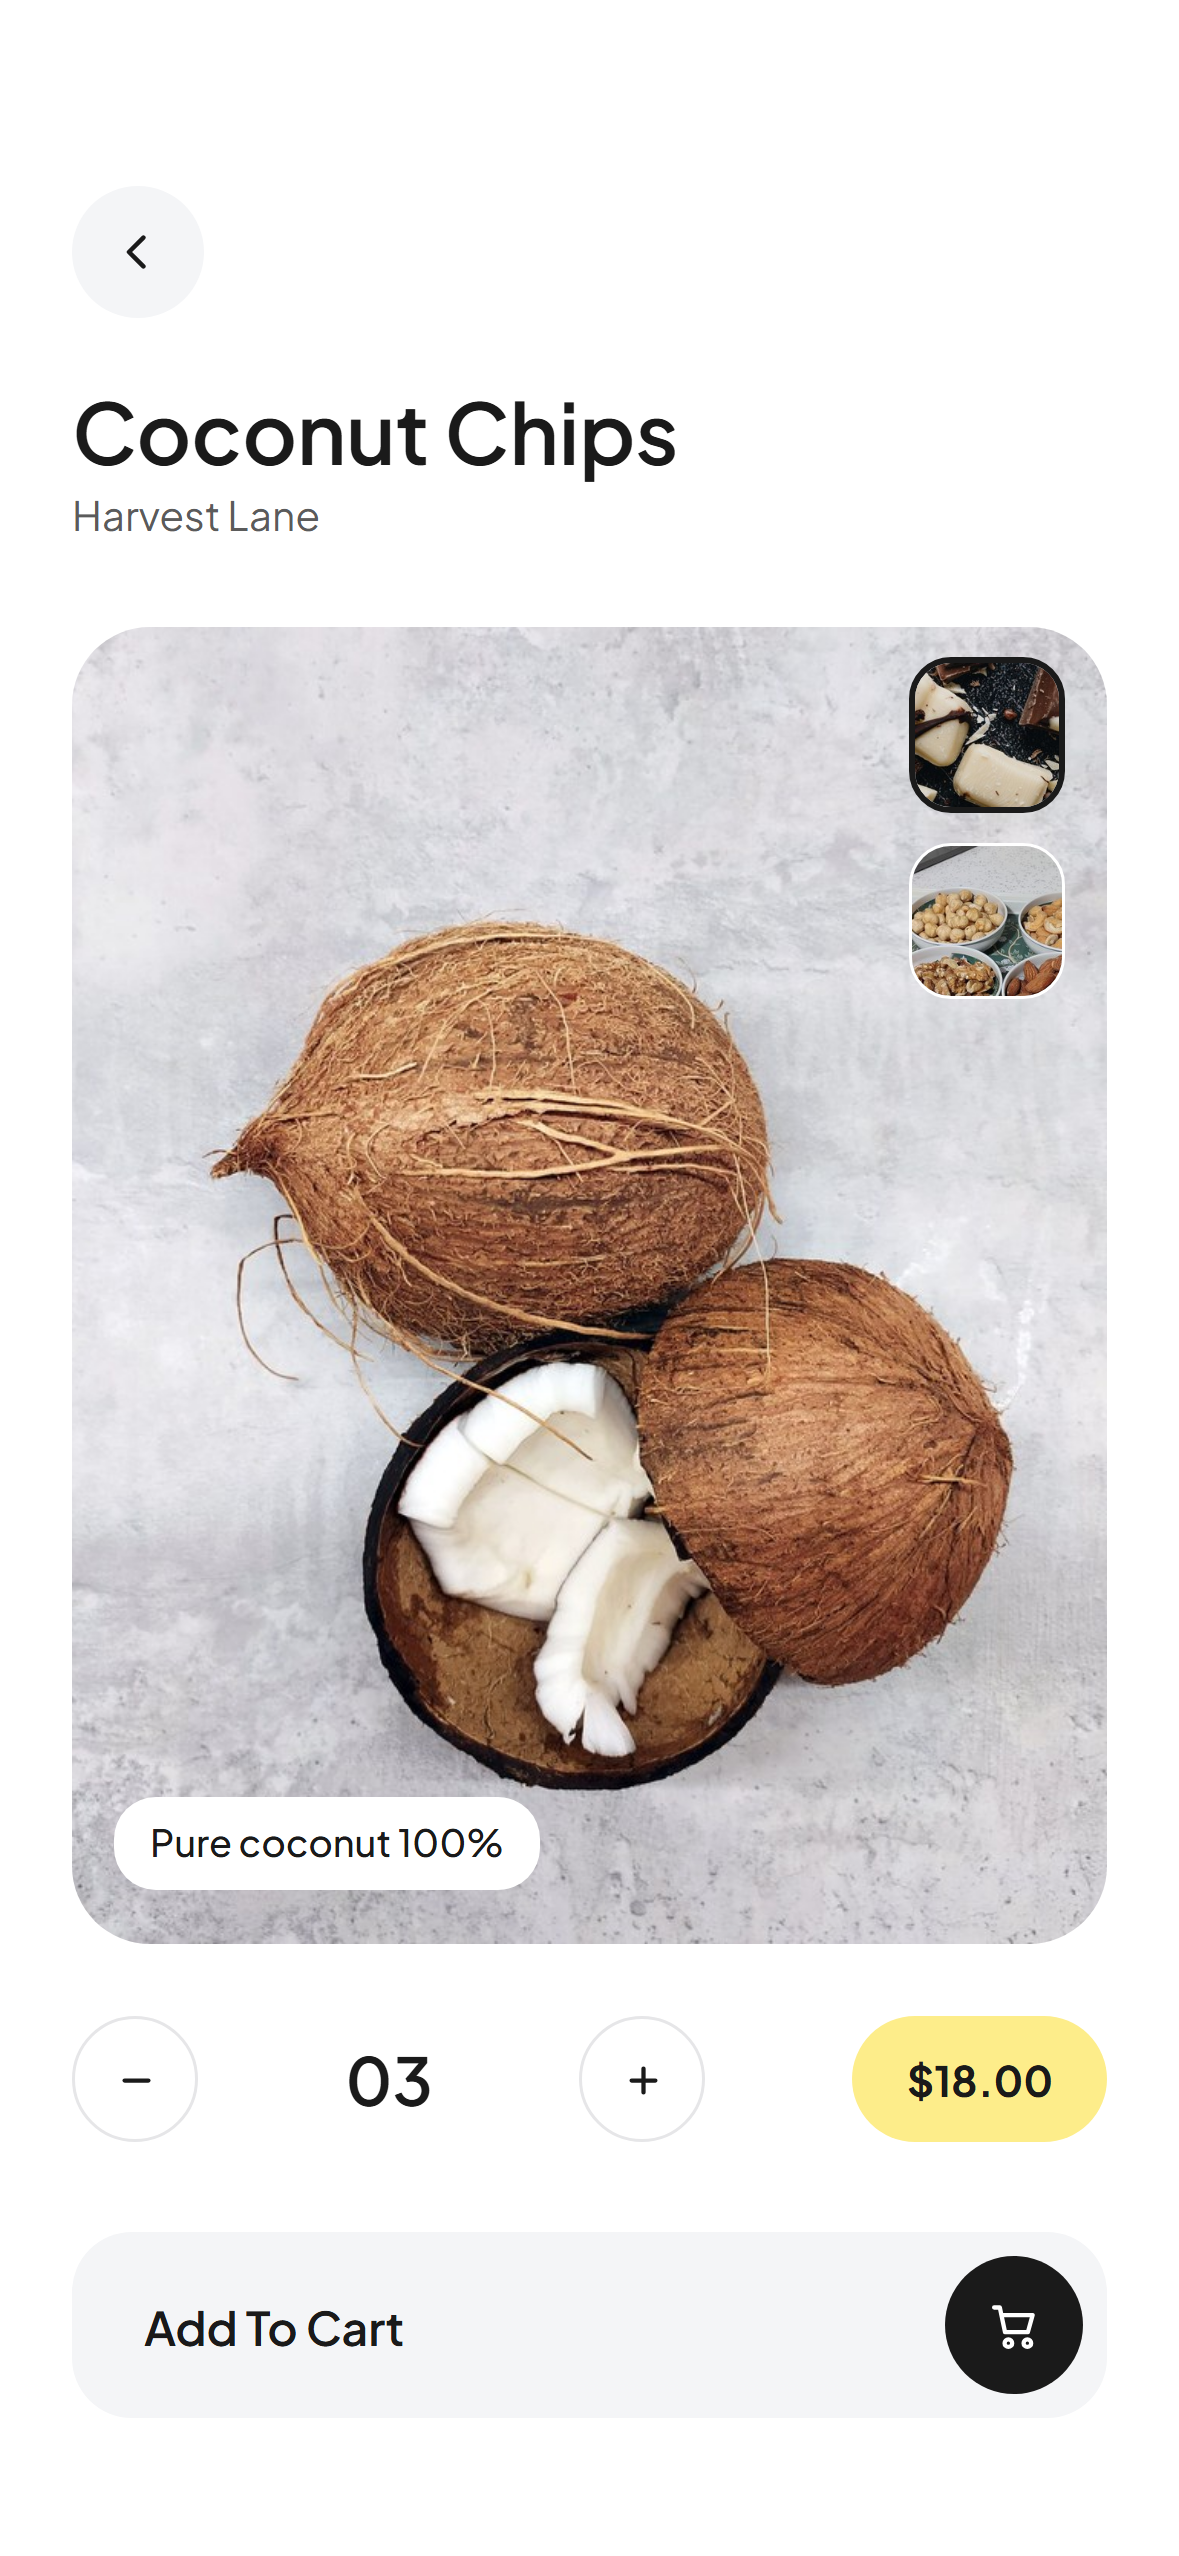 Coconut Chips
Harvest Lane
Pure coconut 100%
03
$18.00
Add To Cart